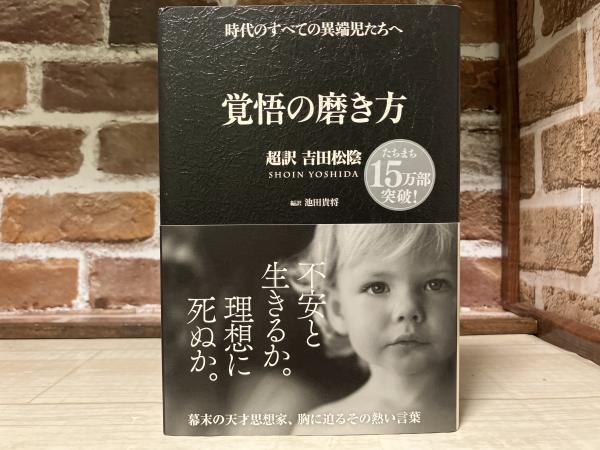 時代のすべての異端児たちへ
覚悟の磨き方
超訳 吉田松陰
SHOIN YOSHIDA
編訳 池田貴将
たちまち
15万部
突破!
不安と
生きるか。
理想に
死ぬか。
幕末の天才思想家、胸に迫るその熱い言葉